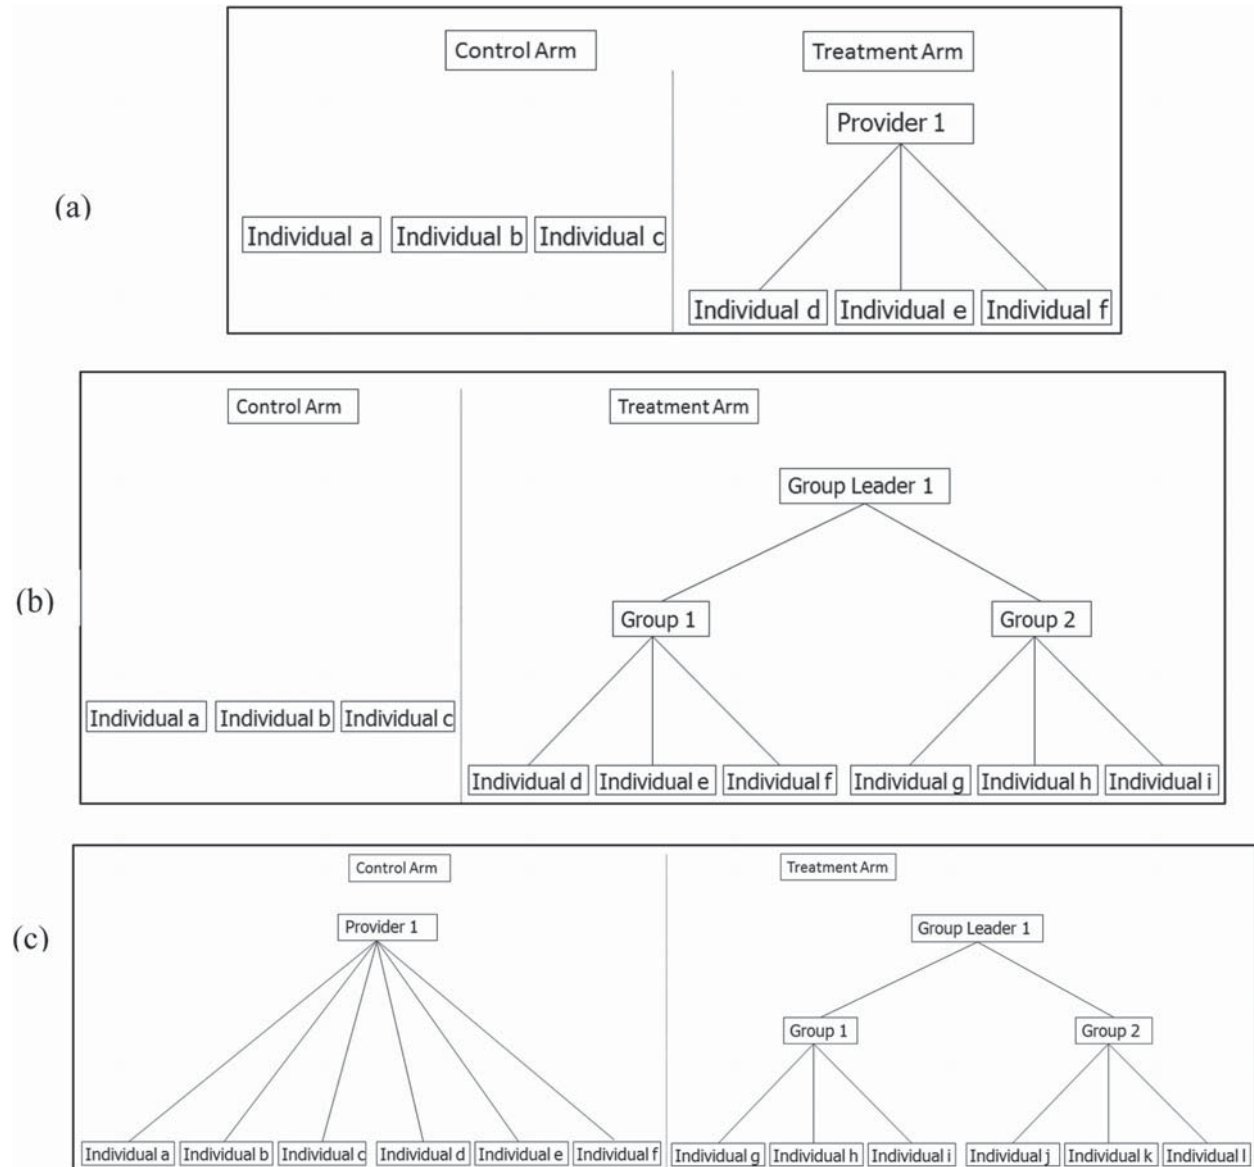 Control Arm Treatment Arm
Provider 1
(a)
Individual a Individual b Individual c
Individual d Individual e Individual f
Control Arm Treatment Arm
Group Leader 1
(b)
Group 1 Group 2
Individual a Individual b Individual c
Individual d Individual e Individual f Individual g Individual h Individual i
Control Arm Treatment Arm
Provider 1 Group Leader 1
(c)
Group 1 Group 2
Individual a Individual b Individual c Individual d Individual e Individual f Individual g Individual h Individual i Individual j Individual k Individual l